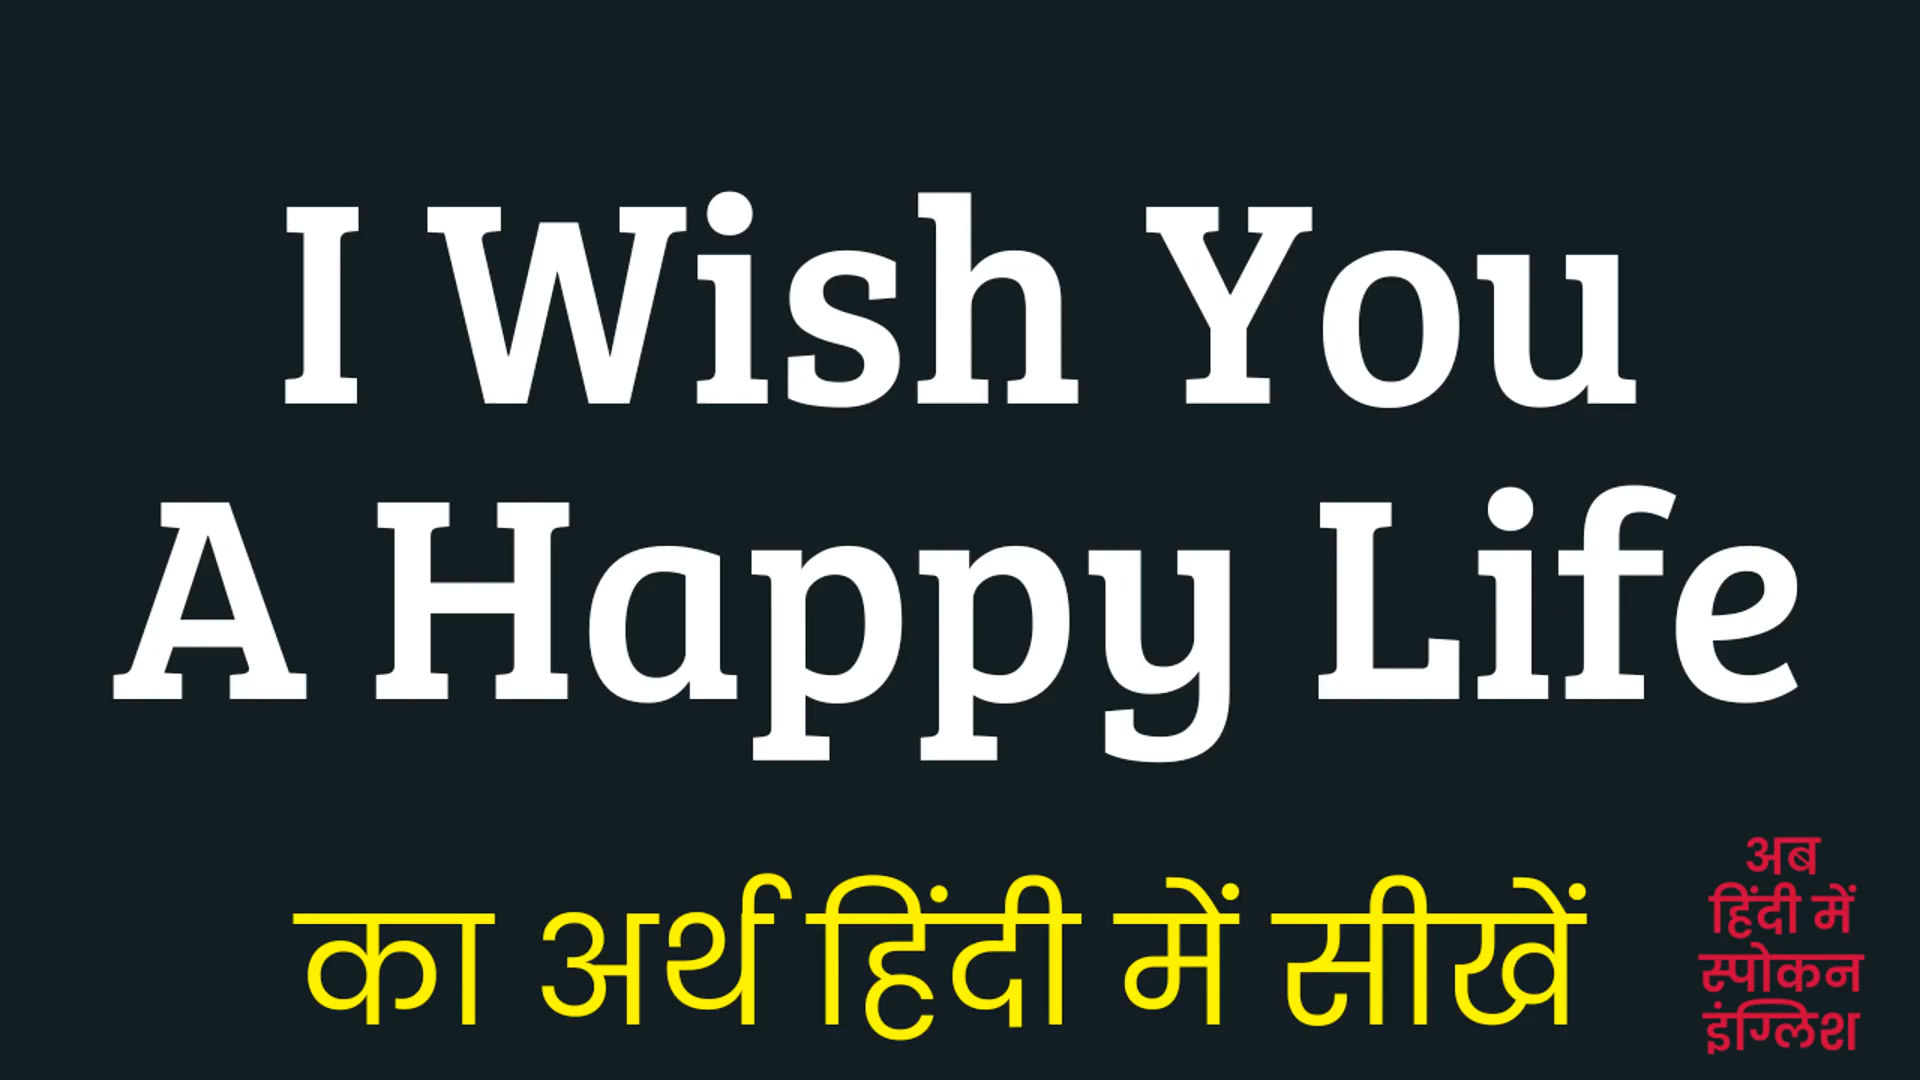 I Wish You
A Happy Life
का अर्थ हिंदी में सीखें
अब
हिंदी में
स्पोकन
इंग्लिश